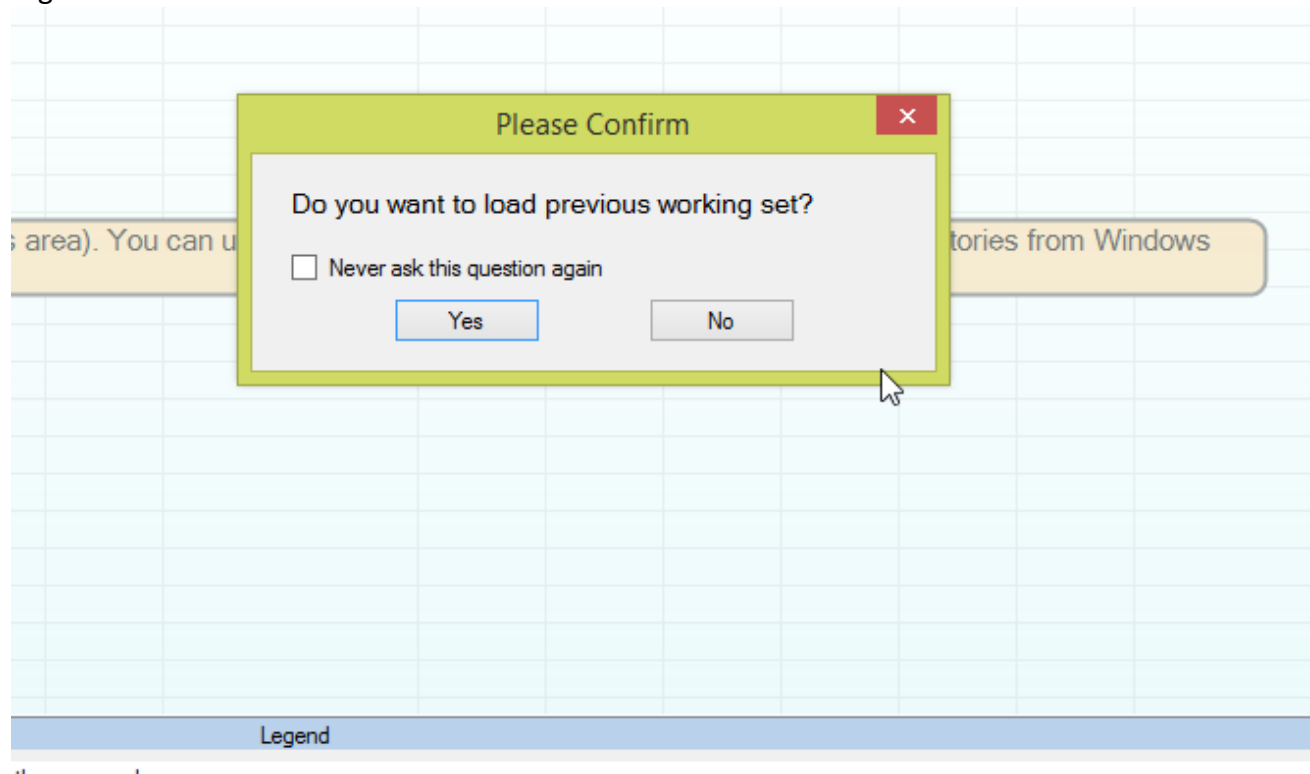 Please Confirm
Do you want to load previous working set?
area). You can u
tories from Windows
Never ask this question again
Yes
No
Legend